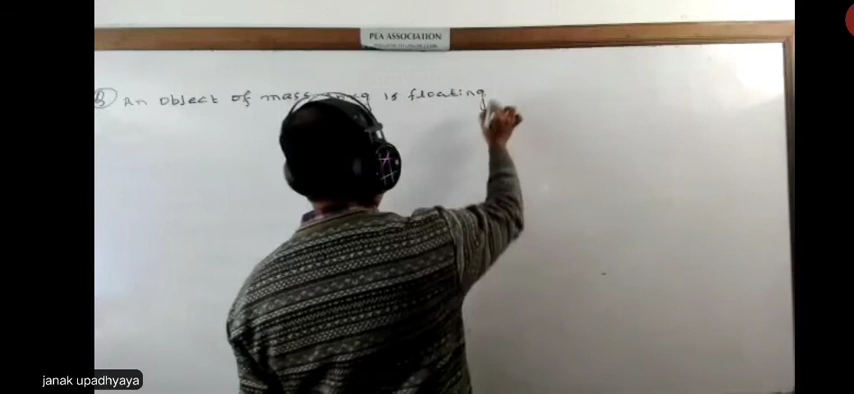 PEA ASSOCIATION
B An object of mass is floating
janak upadhyaya